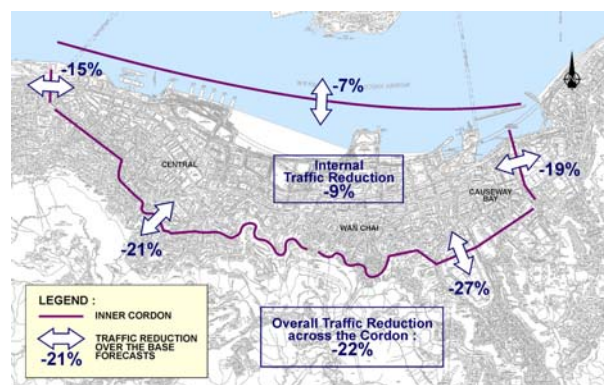 -15%
-7%
Internal
Traffic Reduction
-9%
CENTRAL
-19%
CAUSEWAY
BAY
WAN CHAI
-21%
-27%
LEGEND :
INNER CORDON
TRAFFIC REDUCTION
OVER THE BASE
FORECASTS
-21%
Overall Traffic Reduction
across the Cordon :
-22%